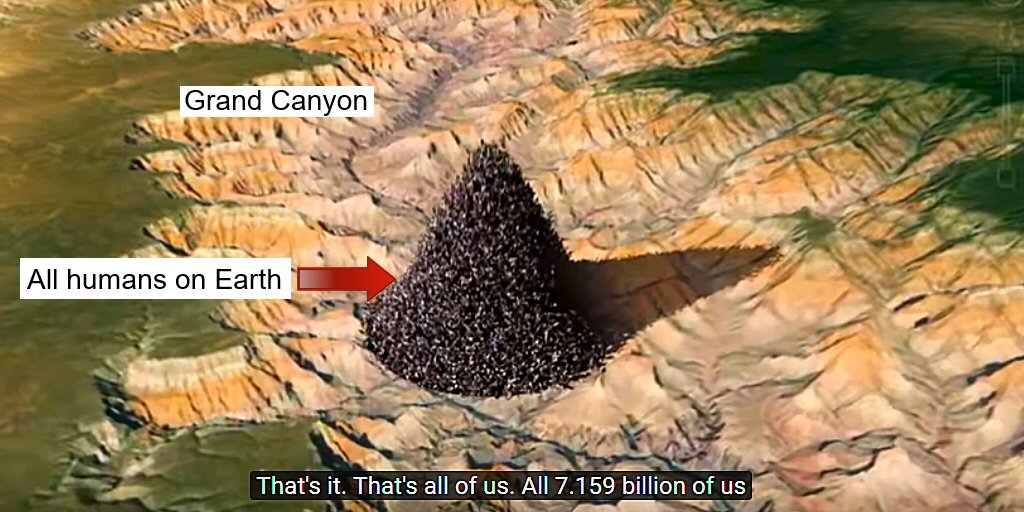 Grand Canyon
All humans on Earth
That's it. That's all of us. All 7.159 billion of us